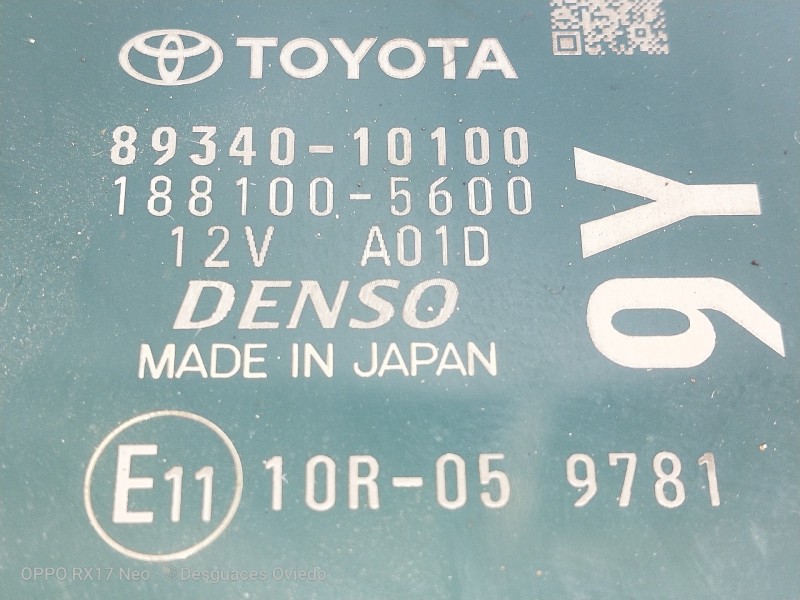 TOYOTA
89340-10100
188100-5600
12V A01D
DENSO
MADE IN JAPAN
9Y
E11 10R-05 9781
OPPO RX17 Neo © Desguaces Oviedo